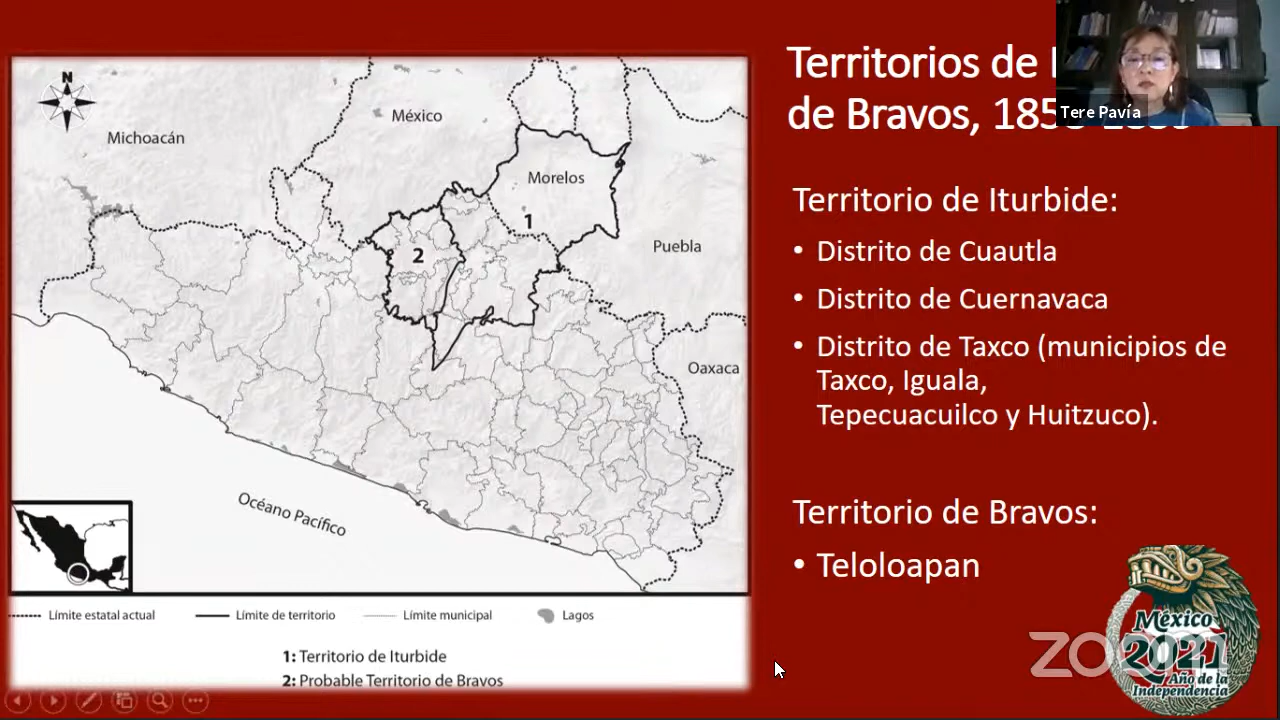 Territorios de
de Bravos,
Tere Pavía
N
Michoacán
México
Morelos
1
2
Puebla
Oaxaca
Océano Pacífico
Límite estatal actual
Límite de territorio
Límite municipal
Lagos
1: Territorio de Iturbide
2: Probable Territorio de Bravos
Territorio de Iturbide:
• Distrito de Cuautla
• Distrito de Cuernavaca
• Distrito de Taxco (municipios de
Taxco, Iguala,
Tepecuacuilco y Huitzuco).
Territorio de Bravos:
• Teloloapan
México
2021
Año de la
Independencia
zoom